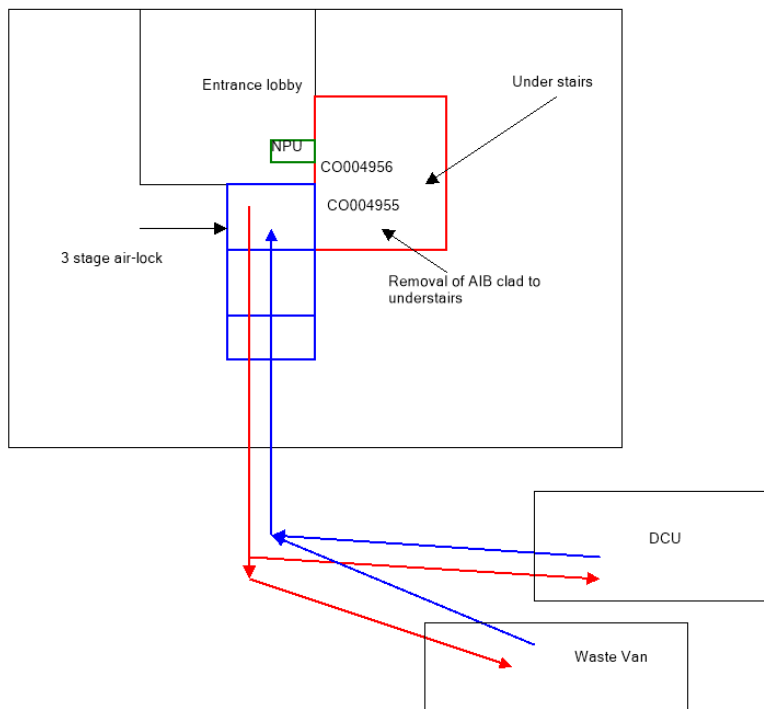 Entrance lobby
Under stairs
NPU
CO004956
CO004955
3 stage air-lock
Removal of AIB clad to
understairs
DCU
Waste Van